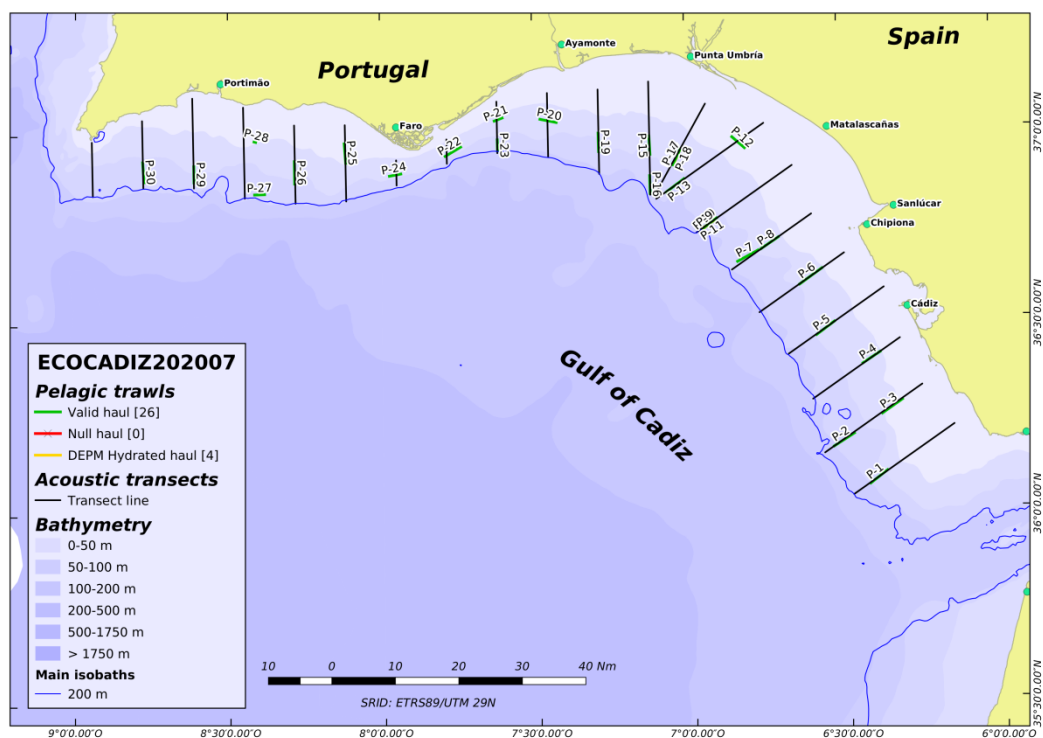 Spain
Portugal
Ayamonte
Punta Umbría
Portimão
Faro
Matalascañas
Sanlúcar
Chipiona
Cádiz
P-30
P-29
P-28
P-27
P-26
P-25
P-24
P-22
P-21
P-23
P-20
P-19
P-15
P-16
P-17
P-18
P-13
P-12
P-9
P-11
P-7
P-8
P-6
P-5
P-4
P-3
P-2
P-1
Gulf of Cadiz
ECOCADIZ202007
Pelagic trawls
Valid haul [26]
Null haul [0]
DEPM Hydrated haul [4]
Acoustic transects
Transect line
Bathymetry
0-50 m
50-100 m
100-200 m
200-500 m
500-1750 m
> 1750 m
Main isobaths
200 m
10 0 10 20 30 40 Nm
SRID: ETRS89/UTM 29N
37°0'0.00"N
36°30'0.00"N
36°0'0.00"N
35°30'0.00"N
9°0'0.00"O
8°30'0.00"O
8°0'0.00"O
7°30'0.00"O
7°0'0.00"O
6°30'0.00"O
6°0'0.00"O